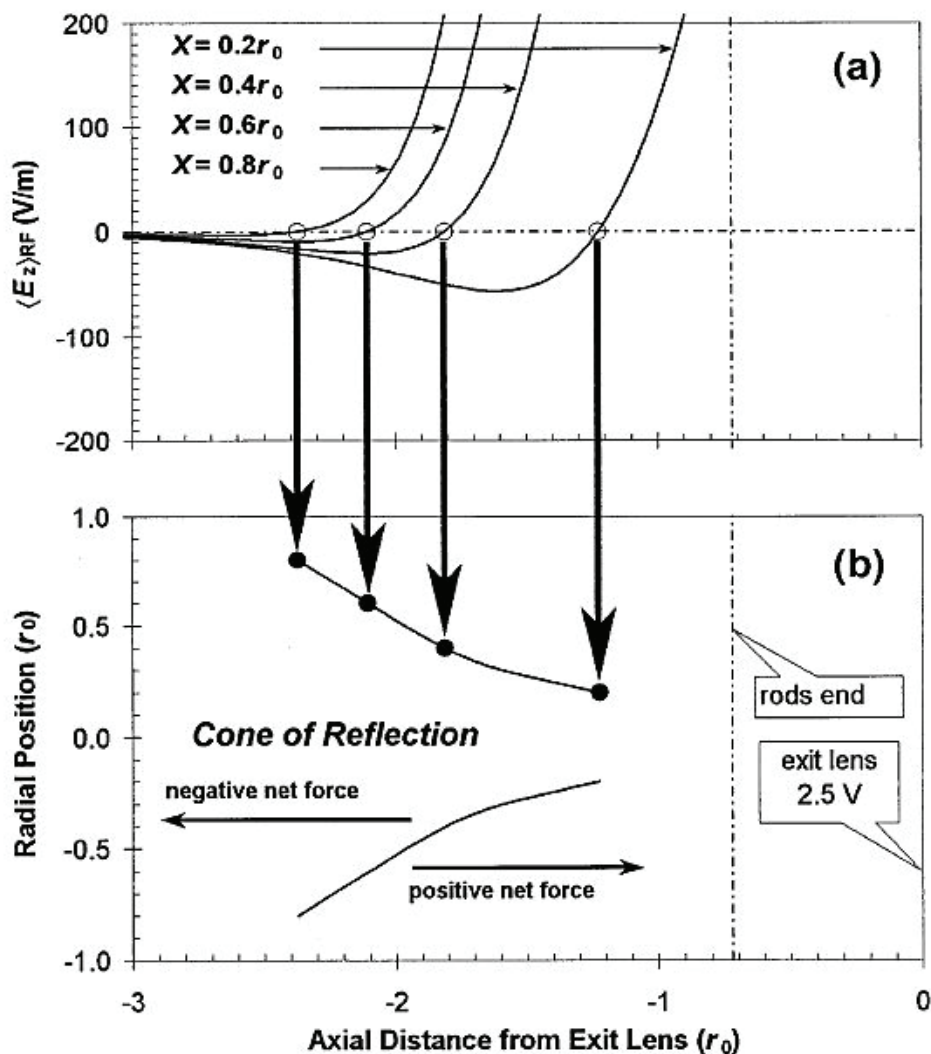 200
X = 0.2r₀
X = 0.4r₀
X = 0.6r₀
X = 0.8r₀
(a)
100
0
-100
-200
⟨E_z⟩RF (V/m)
1.0
(b)
0.5
rods end
0.0
Cone of Reflection
exit lens
2.5 V
negative net force
-0.5
positive net force
-1.0
Radial Position (r₀)
-3
-2
-1
0
Axial Distance from Exit Lens (r₀)